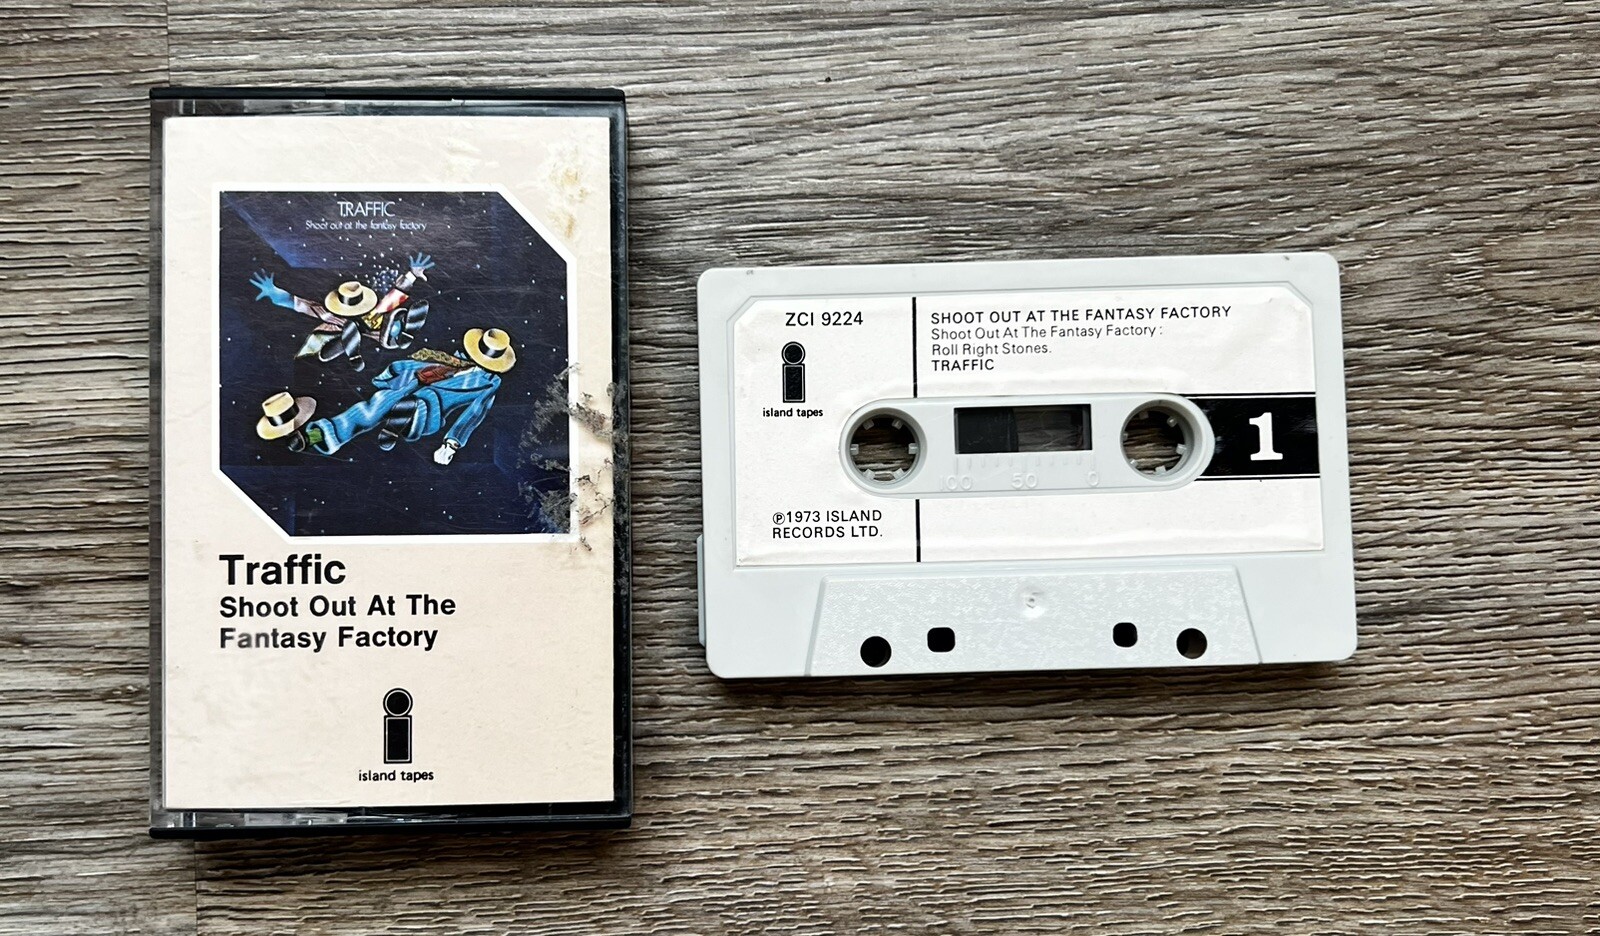 TRAFFIC
Shoot out at the fantasy factory
Traffic
Shoot Out At The
Fantasy Factory
island tapes
ZCI 9224
island tapes
℗1973 ISLAND
RECORDS LTD.
SHOOT OUT AT THE FANTASY FACTORY
Shoot Out At The Fantasy Factory :
Roll Right Stones.
TRAFFIC
100 50 0
1